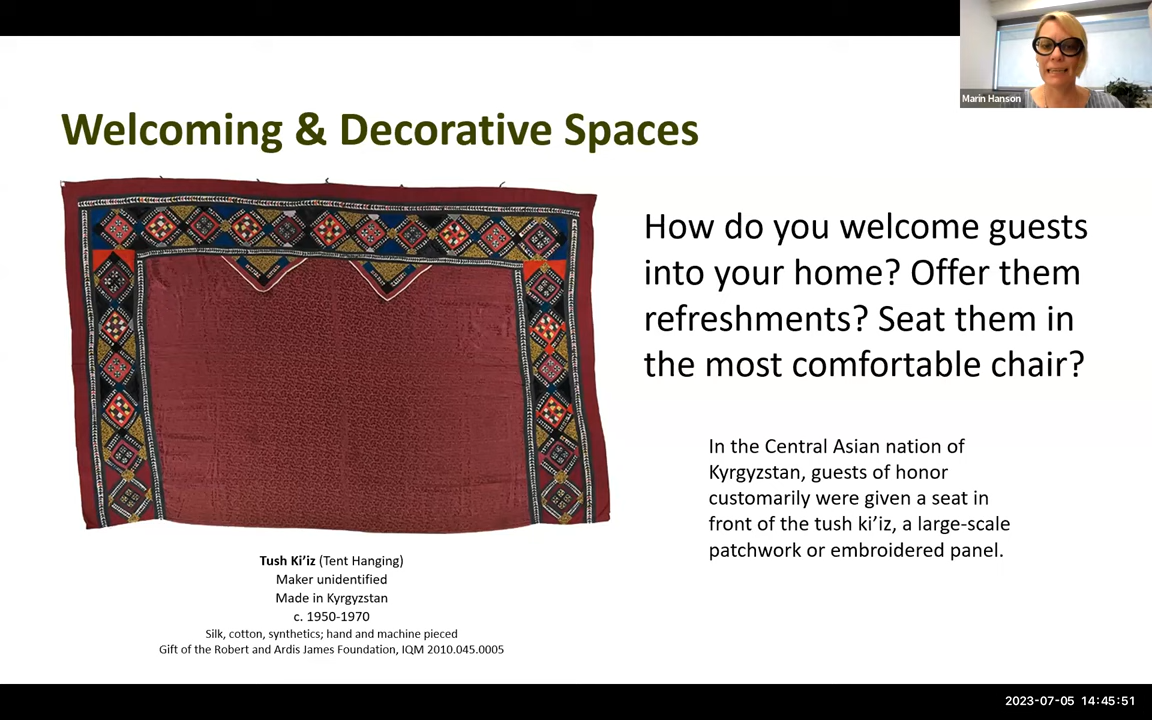 Marin Hanson
Welcoming & Decorative Spaces
How do you welcome guests
into your home? Offer them
refreshments? Seat them in
the most comfortable chair?
In the Central Asian nation of
Kyrgyzstan, guests of honor
customarily were given a seat in
front of the tush ki’iz, a large-scale
patchwork or embroidered panel.
Tush Ki’iz (Tent Hanging)
Maker unidentified
Made in Kyrgyzstan
c. 1950-1970
Silk, cotton, synthetics; hand and machine pieced
Gift of the Robert and Ardis James Foundation, IQM 2010.045.0005
2023-07-05 14:45:51